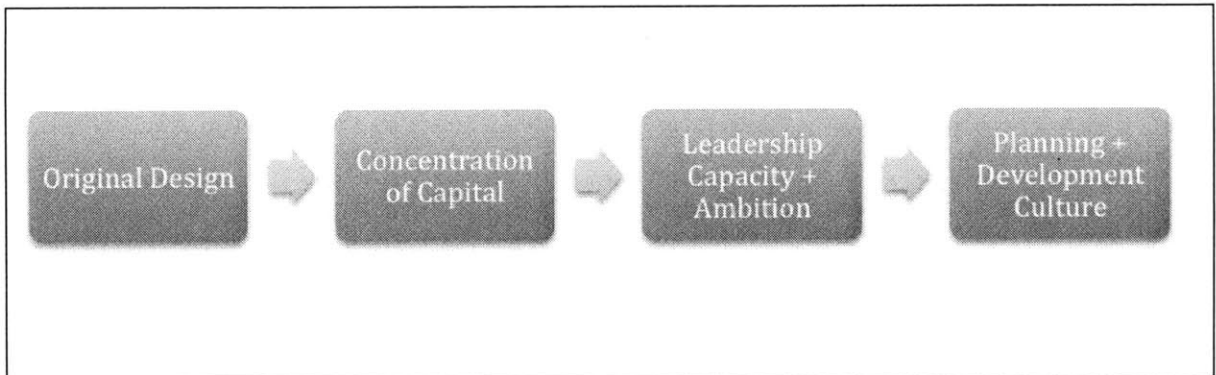 Original Design
Concentration
of Capital
Leadership
Capacity +
Ambition
Planning +
Development
Culture